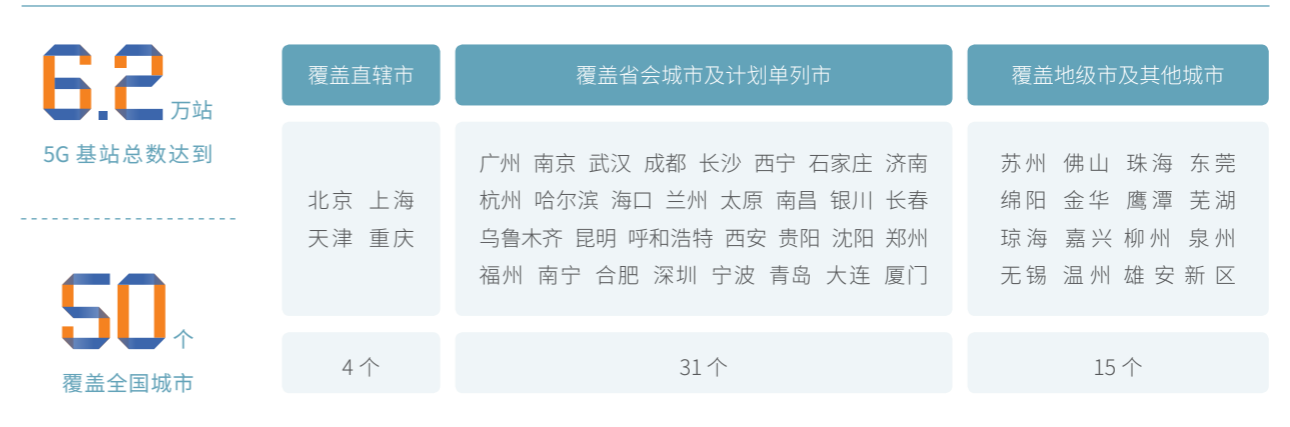 6.2 万站
5G 基站总数达到
50 个
覆盖全国城市
覆盖直辖市
北京 上海
天津 重庆
4 个
覆盖省会城市及计划单列市
广州 南京 武汉 成都 长沙 西宁 石家庄 济南
杭州 哈尔滨 海口 兰州 太原 南昌 银川 长春
乌鲁木齐 昆明 呼和浩特 西安 贵阳 沈阳 郑州
福州 南宁 合肥 深圳 宁波 青岛 大连 厦门
31 个
覆盖地级市及其他城市
苏州 佛山 珠海 东莞
绵阳 金华 鹰潭 芜湖
琼海 嘉兴 柳州 泉州
无锡 温州 雄安新区
15 个